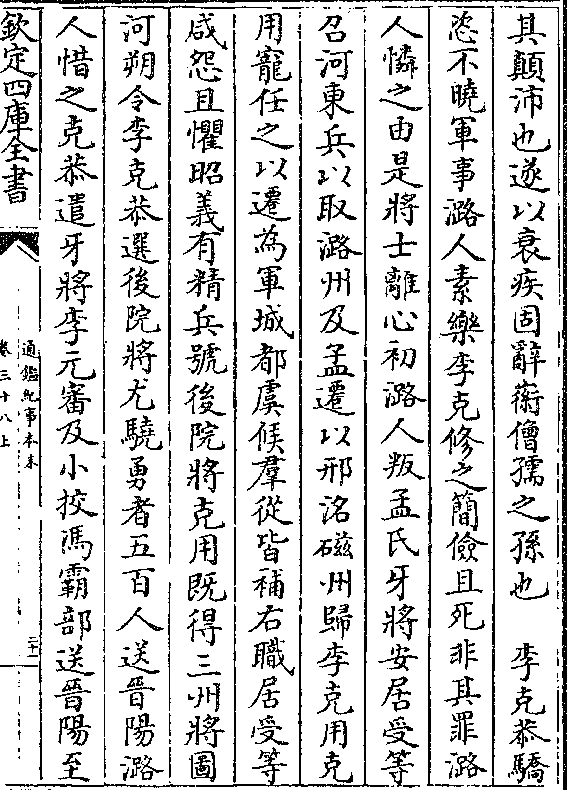 其顛沛也遂以衰疾固辭衛僧孺之孫也　李克恭驕
恣不曉軍事潞人素樂李克修之簡儉且死非其罪潞
人憐之由是將士離心初潞人叛孟氏牙將安居受等
召河東兵以取潞州及孟遷以邢洺磁州歸李克用克
用寵任之以遷為軍城都虞候羣從皆補右職居受等
咸怨且懼昭義有精兵號後院將克用既得三州將圖
河朔令李克恭選後院將尤驍勇者五百人送晉陽潞
人惜之克恭遣牙將李元審及小挍馮霸部送晉陽至
欽定四庫全書
通鑑紀事本末
卷三十八上